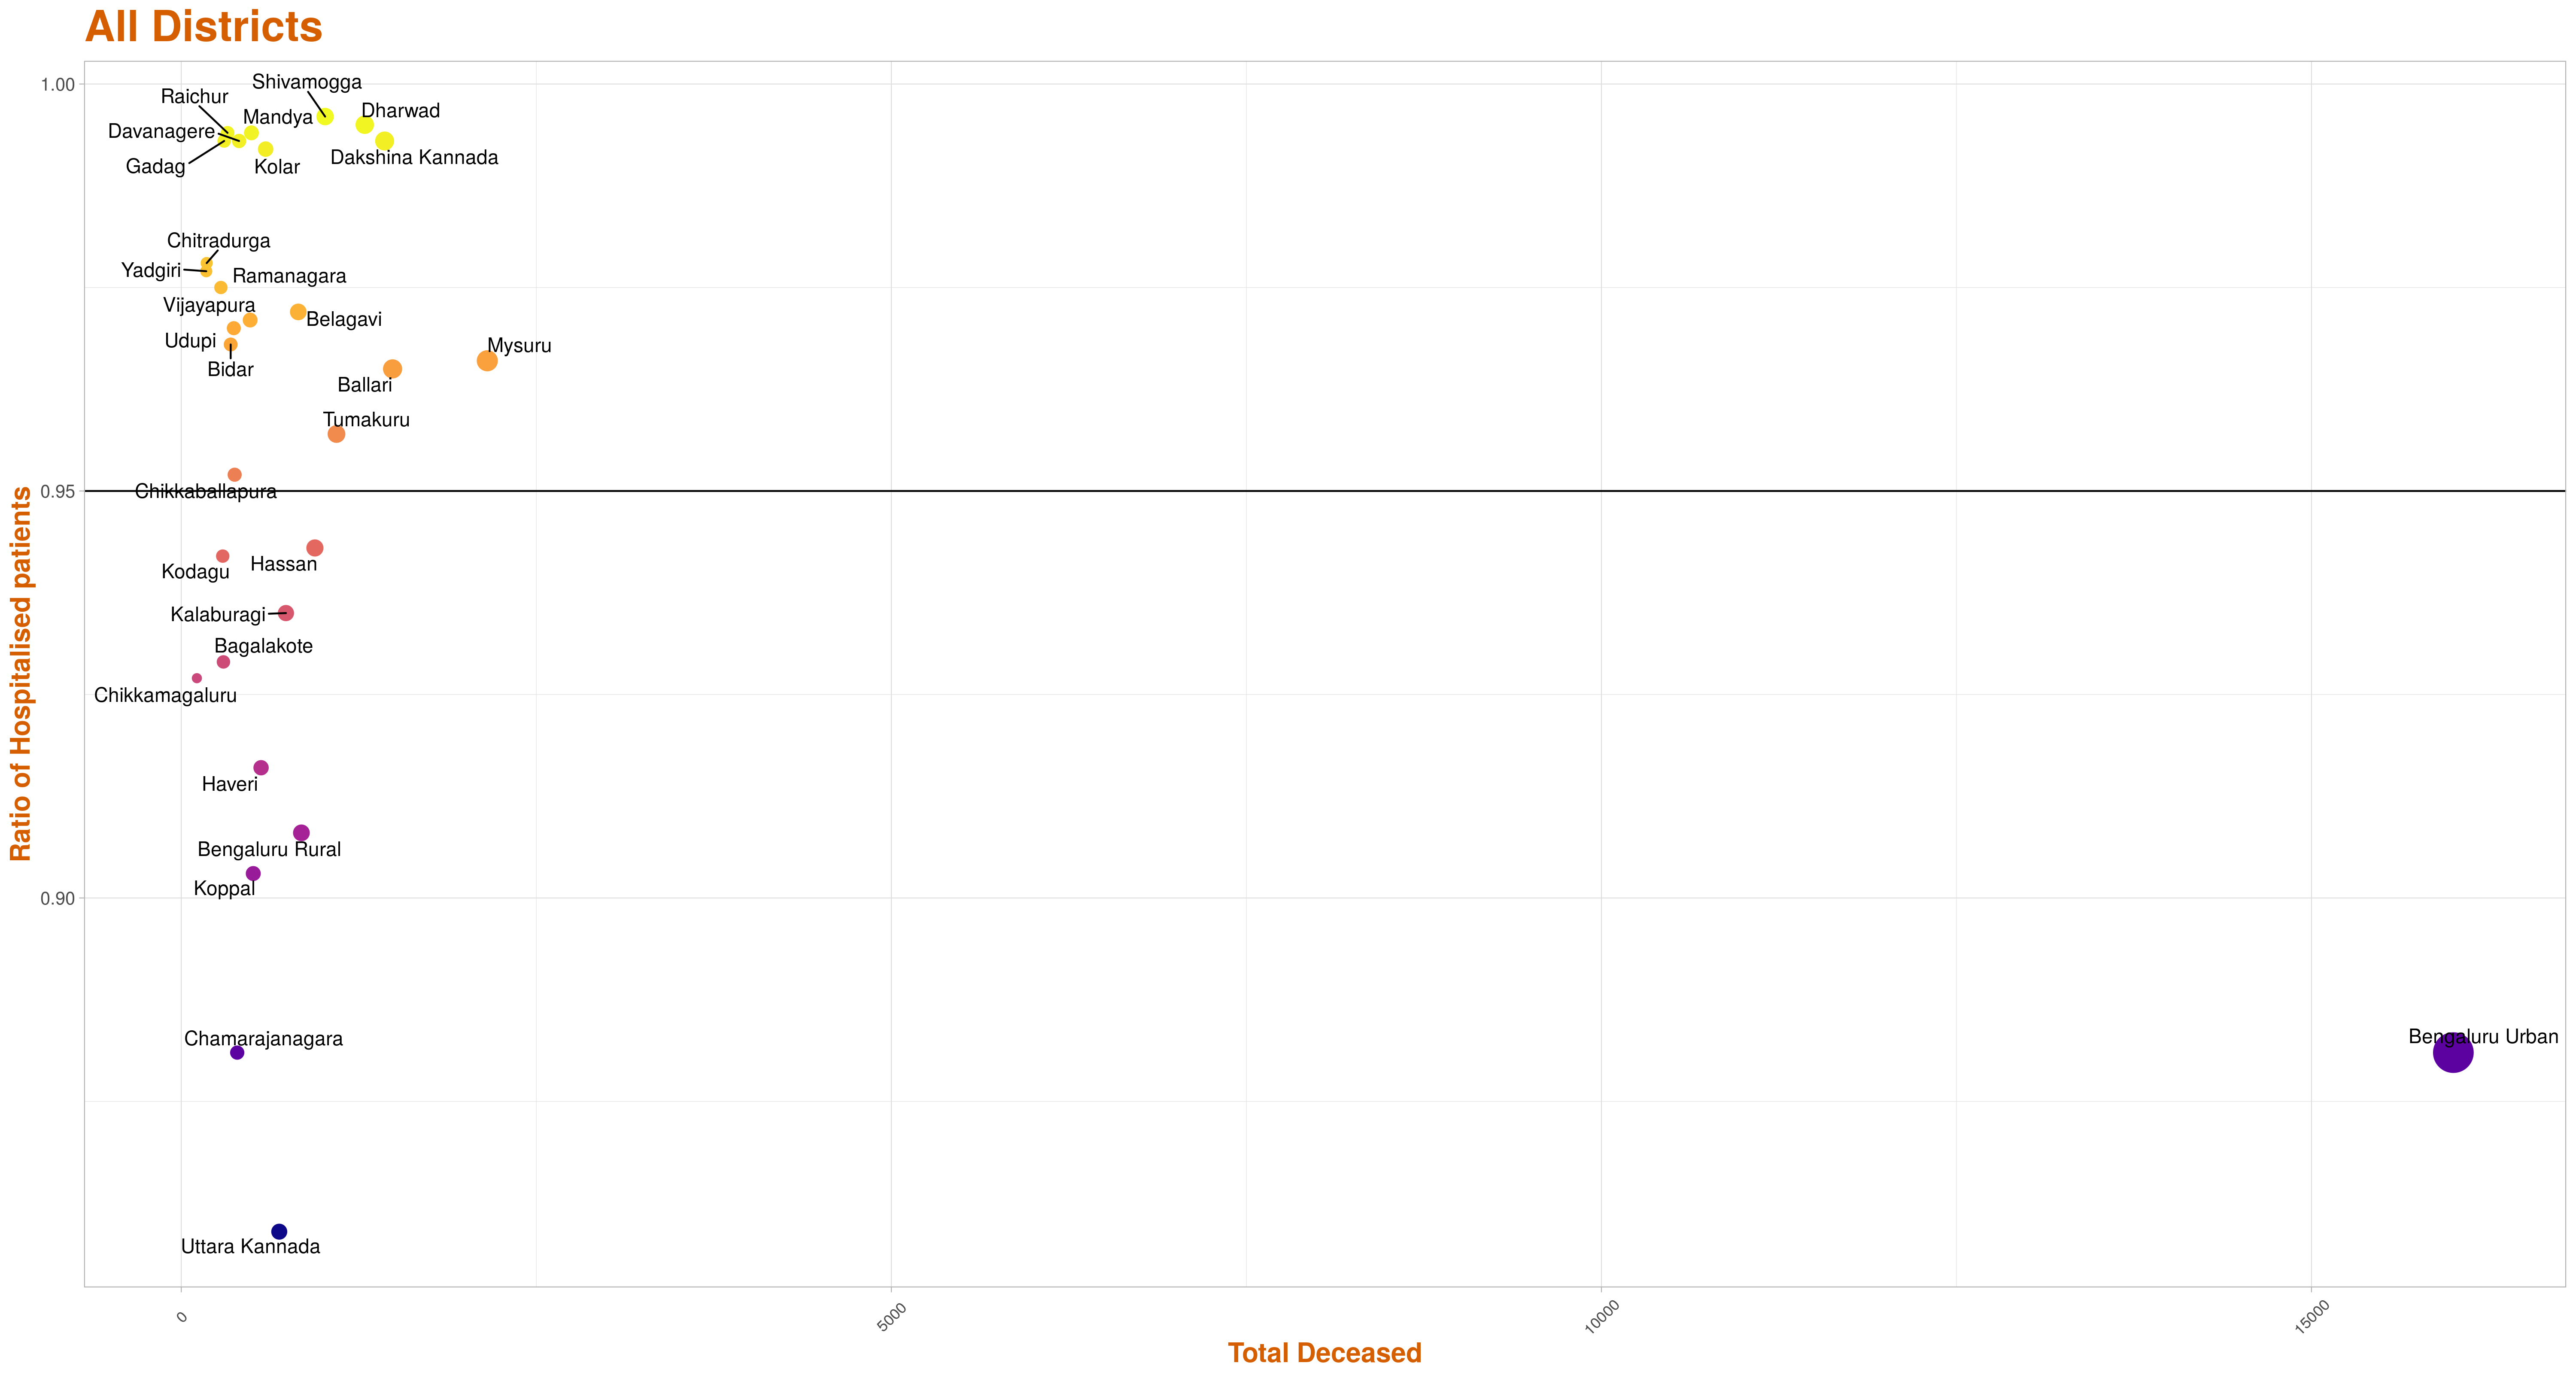 All Districts
1.00
Shivamogga
Raichur
Dharwad
Mandya
Davanagere
Dakshina Kannada
Gadag
Kolar
Chitradurga
Yadgiri
Ramanagara
Vijayapura
Belagavi
Udupi
Mysuru
Bidar
Ballari
Tumakuru
0.95
Chikkaballapura
Hassan
Kodagu
Kalaburagi
Bagalakote
Chikkamagaluru
Haveri
Bengaluru Rural
Koppal
0.90
Chamarajanagara
Bengaluru Urban
Uttara Kannada
Ratio of Hospitalised patients
0
5000
10000
15000
Total Deceased